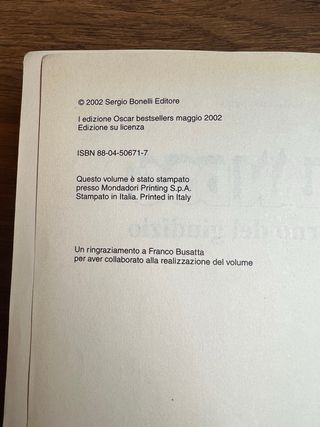 © 2002 Sergio Bonelli Editore
I edizione Oscar bestsellers maggio 2002
Edizione su licenza
ISBN 88-04-50671-7
Questo volume è stato stampato
presso Mondadori Printing S.p.A.
Stampato in Italia. Printed in Italy
Un ringraziamento a Franco Busatta
per aver collaborato alla realizzazione del volume